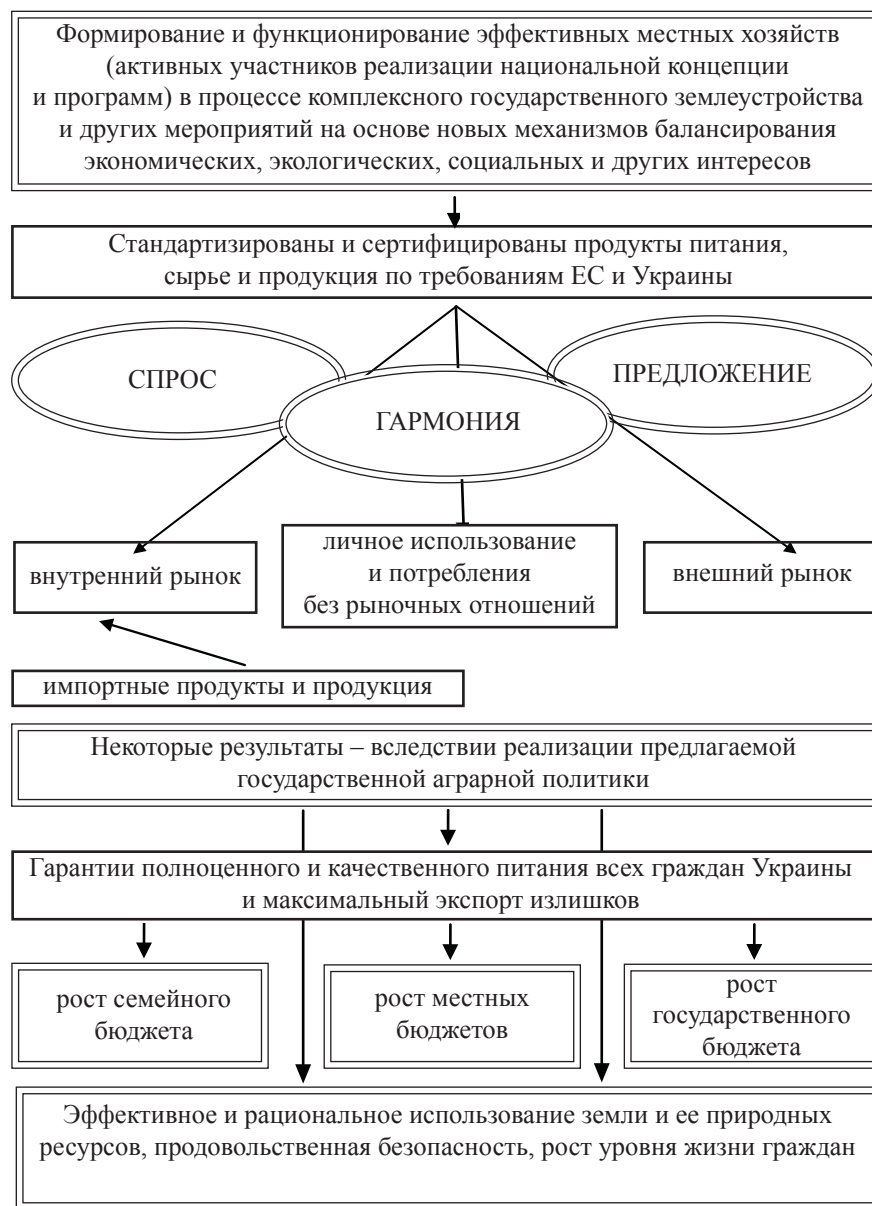 Формирование и функционирование эффективных местных хозяйств
(активных участников реализации национальной концепции
и программ) в процессе комплексного государственного землеустройства
и других мероприятий на основе новых механизмов балансирования
экономических, экологических, социальных и других интересов
Стандартизированы и сертифицированы продукты питания,
сырье и продукция по требованиям ЕС и Украины
СПРОС
ПРЕДЛОЖЕНИЕ
ГАРМОНИЯ
внутренний рынок
личное использование
и потребления
без рыночных отношений
внешний рынок
импортные продукты и продукция
Некоторые результаты – вследствии реализации предлагаемой
государственной аграрной политики
Гарантии полноценного и качественного питания всех граждан Украины
и максимальный экспорт излишков
рост семейного
бюджета
рост местных
бюджетов
рост
государственного
бюджета
Эффективное и рациональное использование земли и ее природных
ресурсов, продовольственная безопасность, рост уровня жизни граждан